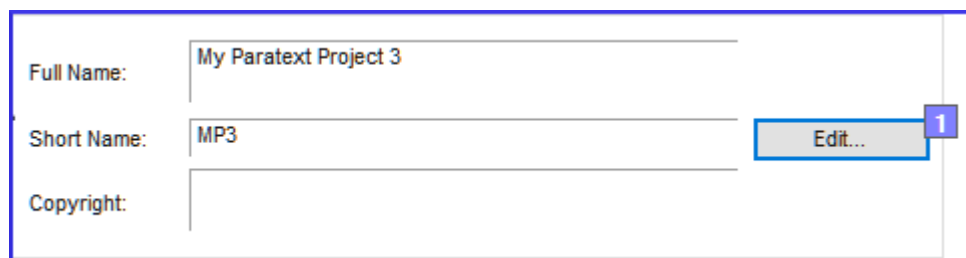 Full Name:
My Paratext Project 3
Short Name:
MP3
Edit...
1
Copyright: